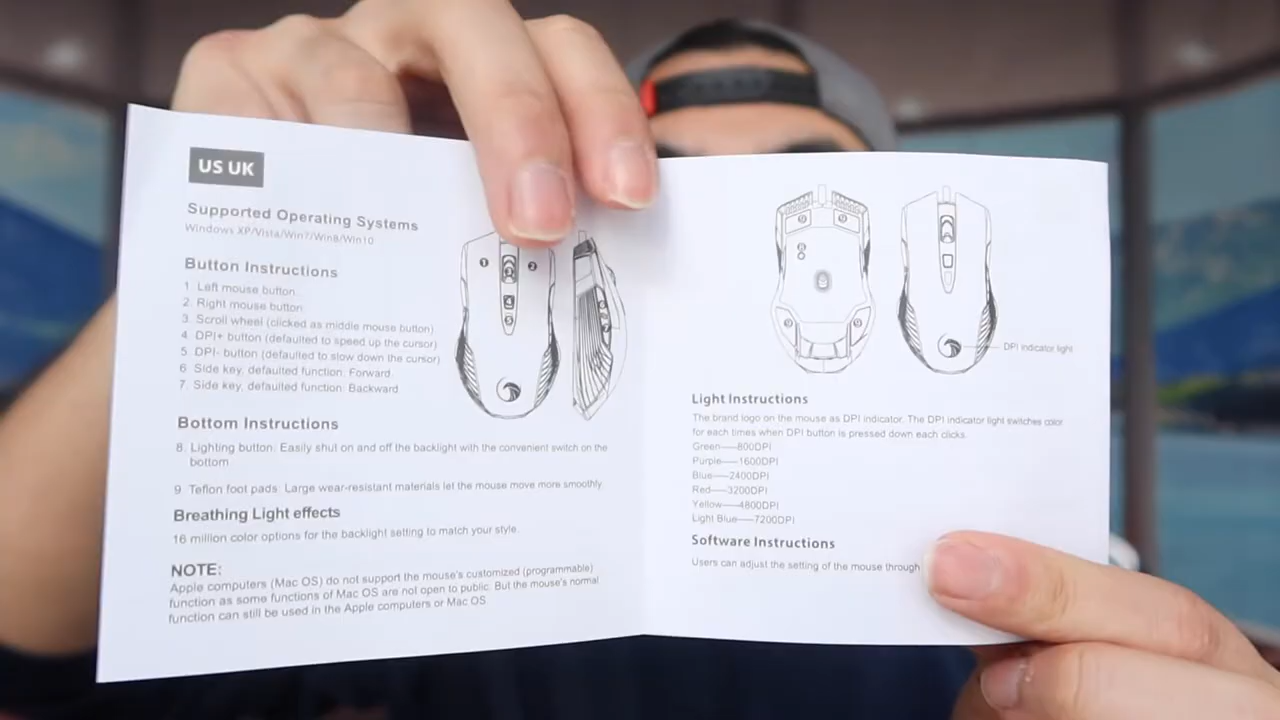 US UK
Supported Operating Systems
Windows XP/Vista/Win7/Win8/Win10
Button Instructions
1 Left mouse button
2. Right mouse button
3. Scroll wheel (clicked as middle mouse button)
4. DPI+ button (defaulted to speed up the cursor)
5. DPI- button (defaulted to slow down the cursor)
6 Side key, defaulted function: Forward
7. Side key, defaulted function: Backward
Bottom Instructions
8. Lighting button: Easily shut on and off the backlight with the convenient switch on the
bottom
9 Teflon foot pads: Large wear-resistant materials let the mouse move more smoothly
Breathing Light effects
16 million color options for the backlight setting to match your style.
NOTE:
Apple computers (Mac OS) do not support the mouse's customized (programmable)
function as some functions of Mac OS are not open to public. But the mouse's normal
function can still be used in the Apple computers or Mac OS
1
2
4
5
DPI indicator light
Light Instructions
The brand logo on the mouse as DPI indicator. The DPI indicator light switches color
for each times when DPI button is pressed down each clicks.
Green—800DPI
Purple—1600DPI
Blue—2400DPI
Red—3200DPI
Yellow—4800DPI
Light Blue—7200DPI
Software Instructions
Users can adjust the setting of the mouse through